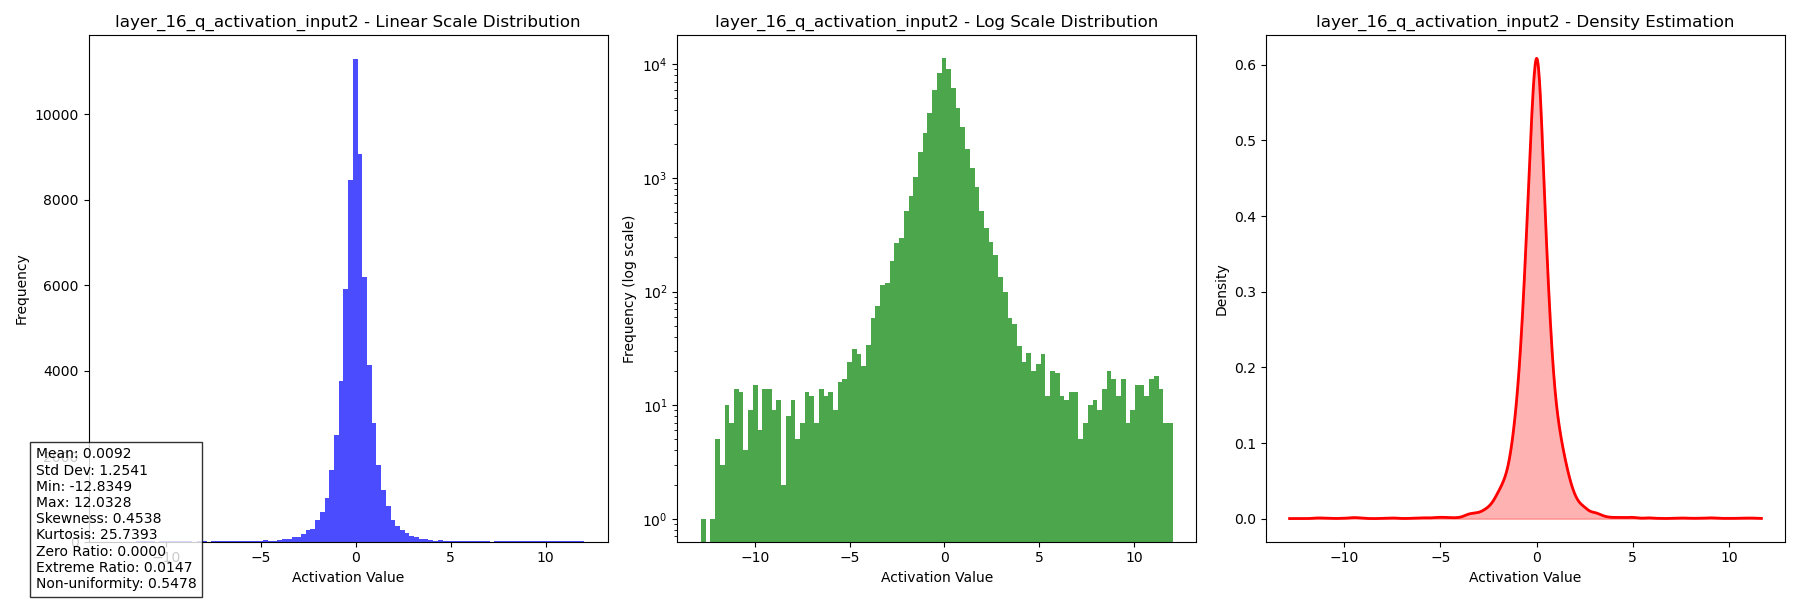 layer_16_q_activation_input2 - Linear Scale Distribution
Frequency
10000
8000
6000
4000
2000
0
−10
−5
0
5
10
Activation Value
Mean: 0.0092
Std Dev: 1.2541
Min: -12.8349
Max: 12.0328
Skewness: 0.4538
Kurtosis: 25.7393
Zero Ratio: 0.0000
Extreme Ratio: 0.0147
Non-uniformity: 0.5478
layer_16_q_activation_input2 - Log Scale Distribution
Frequency (log scale)
10⁴
10³
10²
10¹
10⁰
−10
−5
0
5
10
Activation Value
layer_16_q_activation_input2 - Density Estimation
Density
0.6
0.5
0.4
0.3
0.2
0.1
0.0
−10
−5
0
5
10
Activation Value